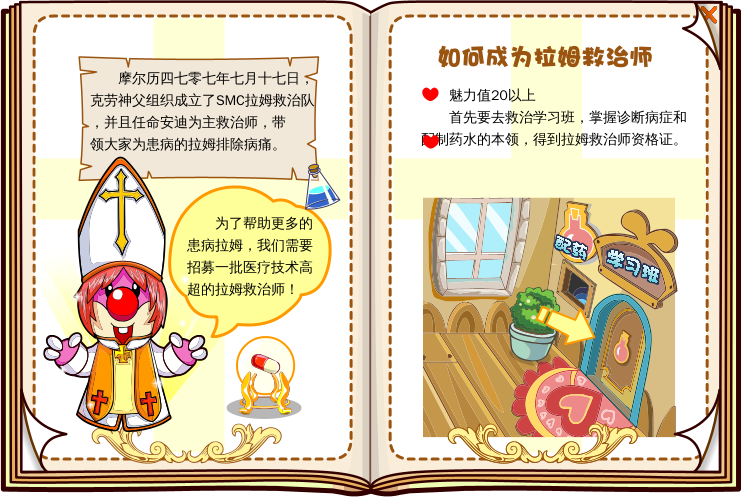 摩尔历四七零七年七月十七日，
克劳神父组织成立了SMC拉姆救治队
，并且任命安迪为主救治师，带
领大家为患病的拉姆排除病痛。
为了帮助更多的
患病拉姆，我们需要
招募一批医疗技术高
超的拉姆救治师！
如何成为拉姆救治师
魅力值20以上
首先要去救治学习班，掌握诊断病症和
配制药水的本领，得到拉姆救治师资格证。
配药
学习班